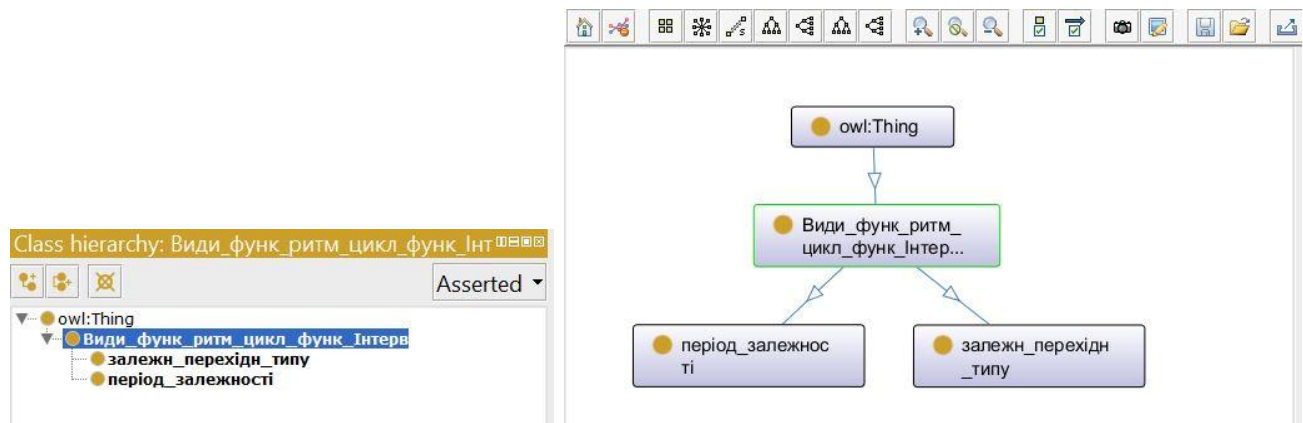 Class hierarchy: Види_функ_ритм_цикл_функ_Інт
Asserted
owl:Thing
Види_функ_ритм_цикл_функ_Інтерв
залежн_перехідн_типу
період_залежності
owl:Thing
Види_функ_ритм_
цикл_функ_Інтер...
період_залежнос
ті
залежн_перехідн
_типу